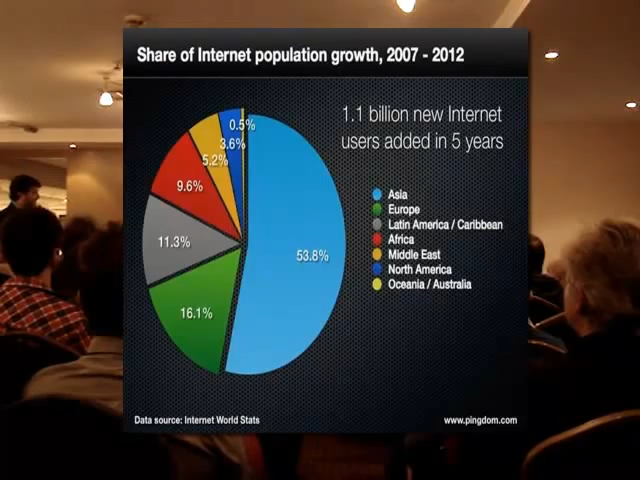 Share of Internet population growth, 2007 - 2012
1.1 billion new Internet
users added in 5 years
0.5%
3.6%
5.2%
9.6%
11.3%
16.1%
53.8%
Asia
Europe
Latin America / Caribbean
Africa
Middle East
North America
Oceania / Australia
Data source: Internet World Stats
www.pingdom.com